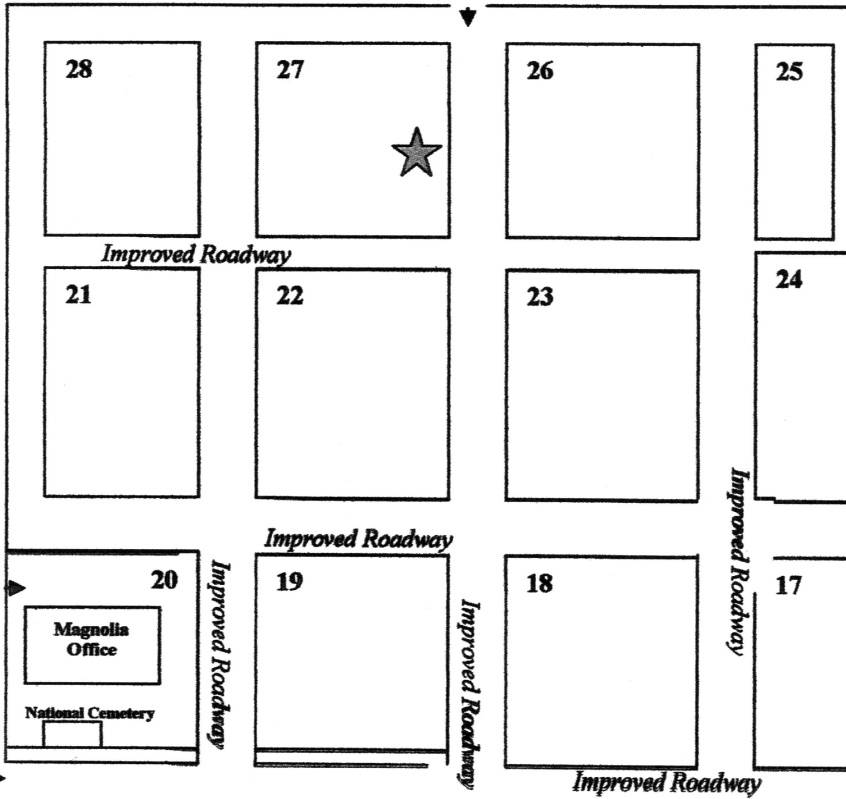 28
27
26
25
Improved Roadway
21
22
23
24
Improved Roadway
Improved Roadway
20
Improved Roadway
19
Improved Roadway
18
17
Magnolia
Office
National Cemetery
Improved Roadway